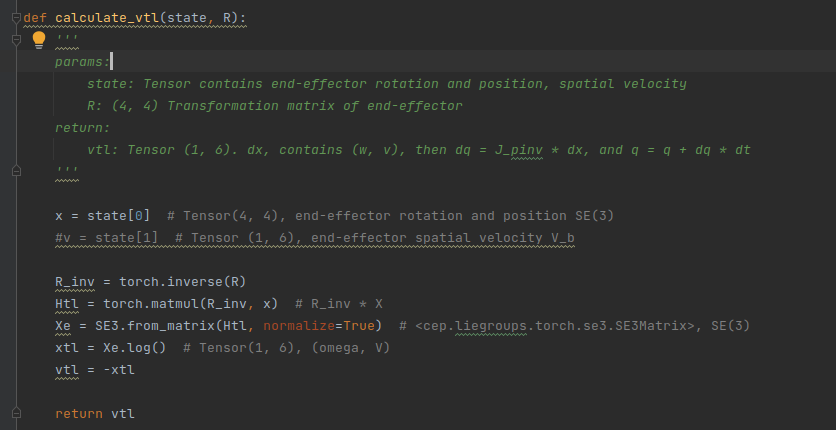 def calculate_vtl(state, R):
    '''
    params:
        state: Tensor contains end-effector rotation and position, spatial velocity
        R: (4, 4) Transformation matrix of end-effector
    return:
        vtl: Tensor (1, 6). dx, contains (w, v), then dq = J_pinv * dx, and q = q + dq * dt
    '''
    x = state[0]  # Tensor(4, 4), end-effector rotation and position SE(3)
    #v = state[1]  # Tensor (1, 6), end-effector spatial velocity V_b
    R_inv = torch.inverse(R)
    Htl = torch.matmul(R_inv, x)  # R_inv * X
    Xe = SE3.from_matrix(Htl, normalize=True)  # <cep.liegroups.torch.se3.SE3Matrix>, SE(3)
    xtl = Xe.log()  # Tensor(1, 6), (omega, V)
    vtl = -xtl
    return vtl